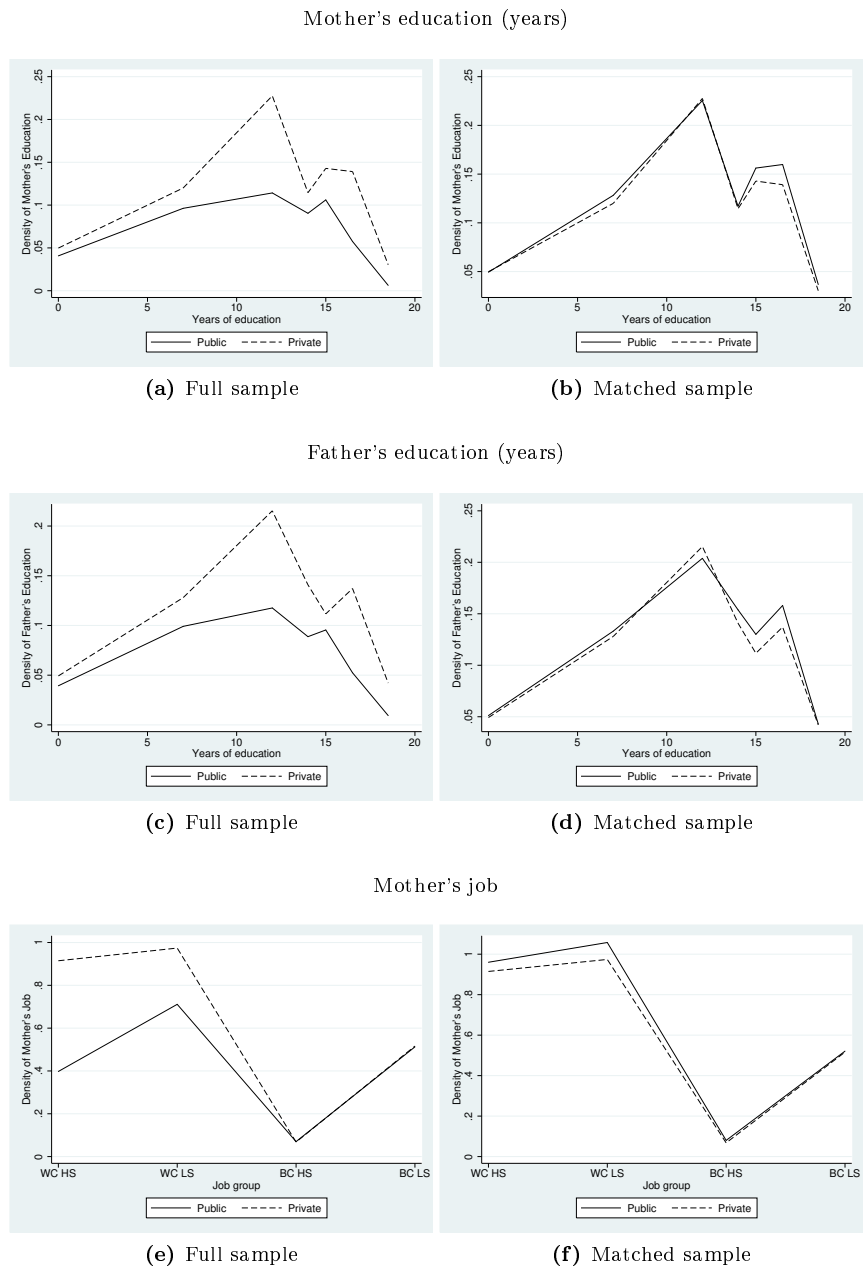 Mother's education (years)
Density of Mother's Education
0 .05 .1 .15 .2 .25
0 5 10 15 20
Years of education
Public Private
(a) Full sample
Density of Mother's Education
.05 .1 .15 .2 .25
0 5 10 15 20
Years of education
Public Private
(b) Matched sample
Father's education (years)
Density of Father's Education
0 .05 .1 .15 .2
0 5 10 15 20
Years of education
Public Private
(c) Full sample
Density of Father's Education
.05 .1 .15 .2 .25
0 5 10 15 20
Years of education
Public Private
(d) Matched sample
Mother's job
Density of Mother's Job
0 .2 .4 .6 .8 1
WC HS WC LS BC HS BC LS
Job group
Public Private
(e) Full sample
Density of Mother's Job
0 .2 .4 .6 .8 1
WC HS WC LS BC HS BC LS
Job group
Public Private
(f) Matched sample